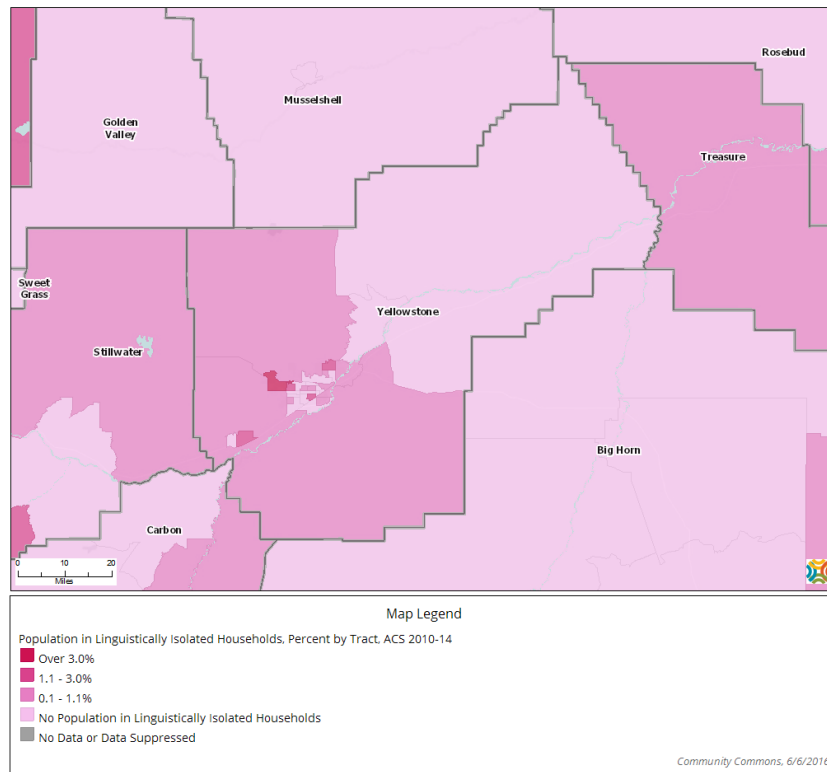 Rosebud
Musselshell
Golden
Valley
Treasure
Sweet
Grass
Yellowstone
Stillwater
Big Horn
Carbon
0 10 20
Miles
Map Legend
Population in Linguistically Isolated Households, Percent by Tract, ACS 2010-14
Over 3.0%
1.1 - 3.0%
0.1 - 1.1%
No Population in Linguistically Isolated Households
No Data or Data Suppressed
Community Commons, 6/6/2016